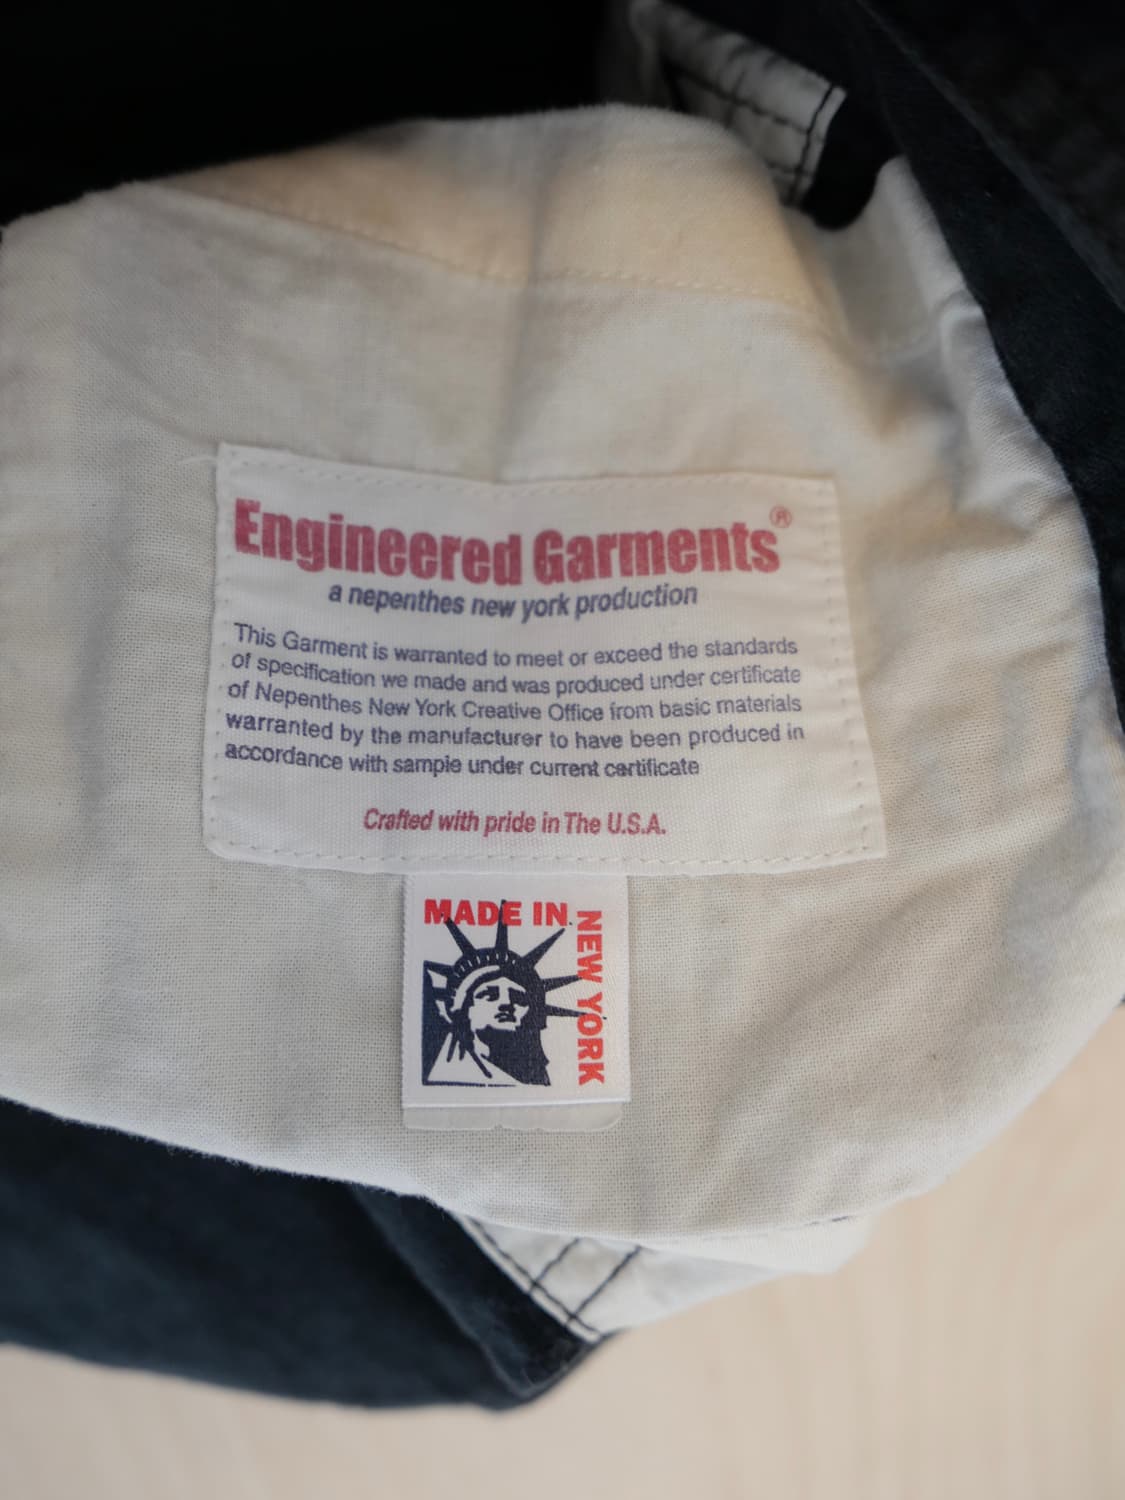 Engineered Garments®
a nepenthes new york production
This Garment is warranted to meet or exceed the standards
of specification we made and was produced under certificate
of Nepenthes New York Creative Office from basic materials
warranted by the manufacturer to have been produced in
accordance with sample under current certificate
Crafted with pride in The U.S.A.
MADE IN
NEW YORK